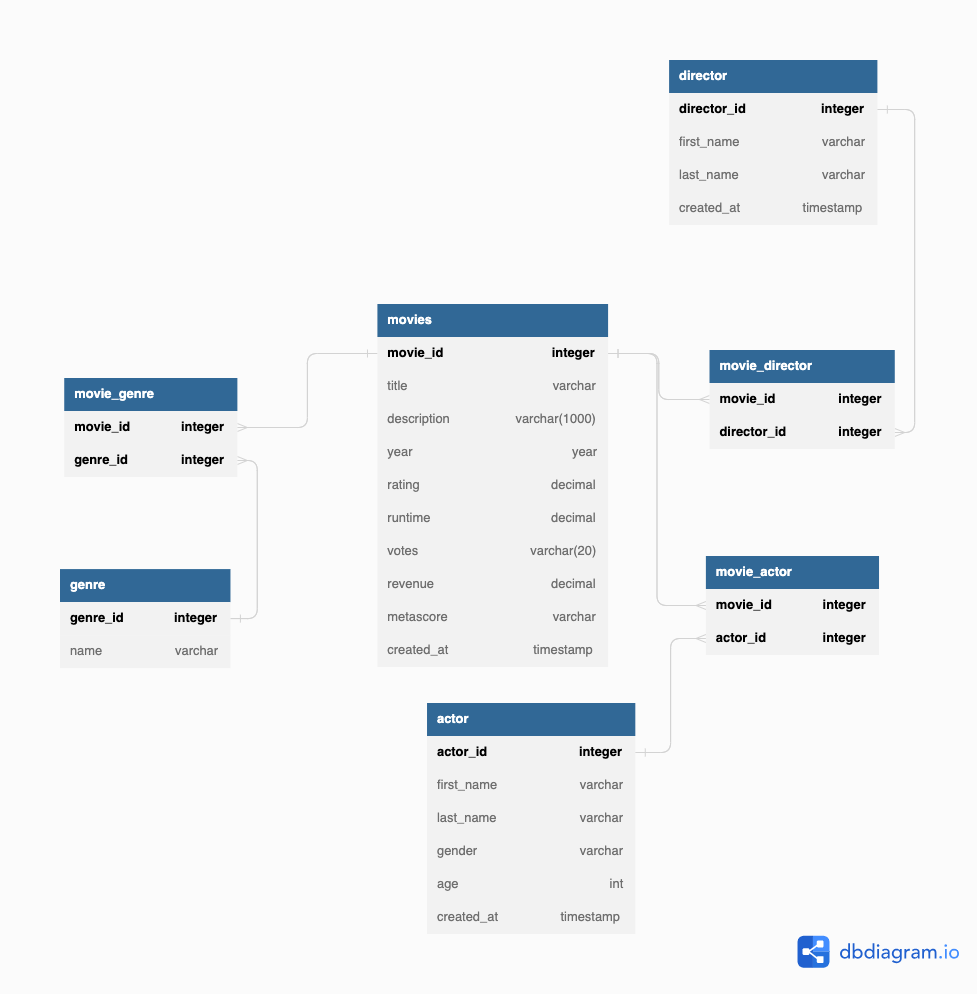 director
director_id integer
first_name varchar
last_name varchar
created_at timestamp
movies
movie_id integer
title varchar
description varchar(1000)
year year
rating decimal
runtime decimal
votes varchar(20)
revenue decimal
metascore varchar
created_at timestamp
movie_director
movie_id integer
director_id integer
movie_genre
movie_id integer
genre_id integer
genre
genre_id integer
name varchar
movie_actor
movie_id integer
actor_id integer
actor
actor_id integer
first_name varchar
last_name varchar
gender varchar
age int
created_at timestamp
dbdiagram.io